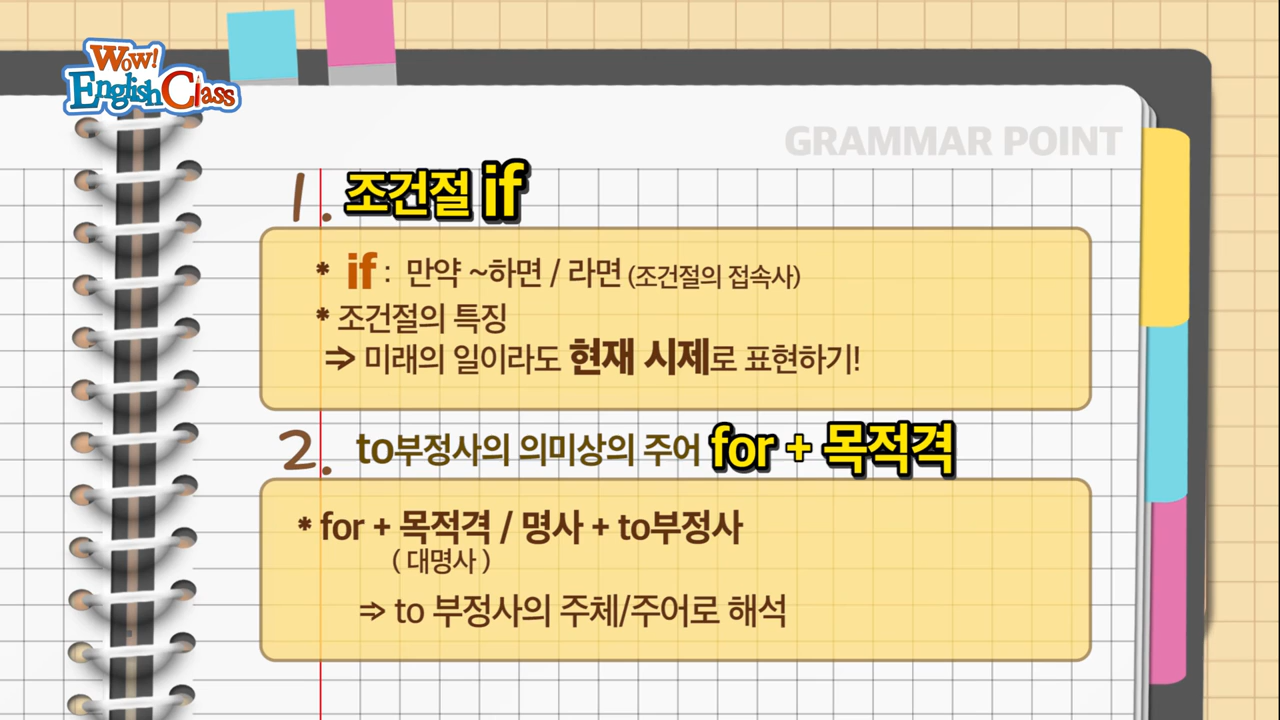 Wow!
English Class
GRAMMAR POINT
1. 조건절 if
* if : 만약 ~하면 / 라면 (조건절의 접속사)
* 조건절의 특징
⇒ 미래의 일이라도 현재 시제로 표현하기!
2. to부정사의 의미상의 주어 for + 목적격
* for + 목적격 / 명사 + to부정사
( 대명사 )
⇒ to 부정사의 주체/주어로 해석